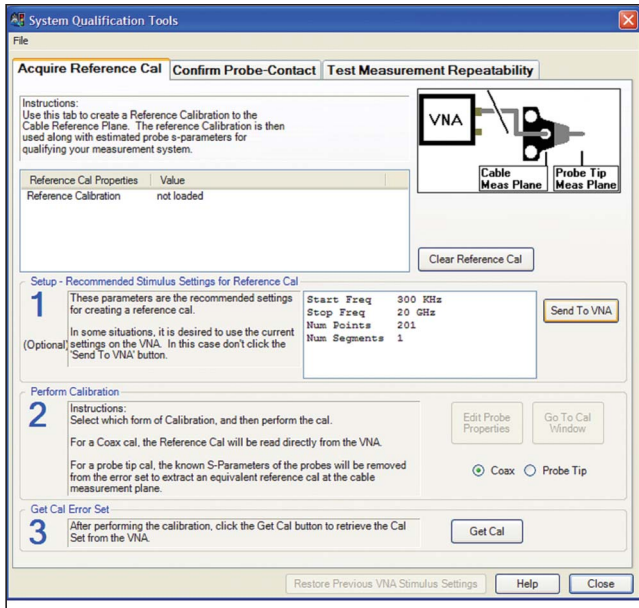 System Qualification Tools
File
Acquire Reference Cal
Confirm Probe-Contact
Test Measurement Repeatability
Instructions:
Use this tab to create a Reference Calibration to the
Cable Reference Plane. The reference Calibration is then
used along with estimated probe s-parameters for
qualifying your measurement system.
VNA
Cable
Meas Plane
Probe Tip
Meas Plane
Reference Cal Properties
Value
Reference Calibration
not loaded
Clear Reference Cal
Setup - Recommended Stimulus Settings for Reference Cal
1
(Optional)
These parameters are the recommended settings
for creating a reference cal.
In some situations, it is desired to use the current
settings on the VNA. In this case don't click the
'Send To VNA' button.
Start Freq 300 KHz
Stop Freq 20 GHz
Num Points 201
Num Segments 1
Send To VNA
Perform Calibration
2
Instructions:
Select which form of Calibration, and then perform the cal.
For a Coax cal, the Reference Cal will be read directly from the VNA.
For a probe tip cal, the known S-Parameters of the probes will be removed
from the error set to extract an equivalent reference cal at the cable
measurement plane.
Edit Probe
Properties
Go To Cal
Window
Coax
Probe Tip
Get Cal Error Set
3
After performing the calibration, click the Get Cal button to retrieve the Cal
Set from the VNA.
Get Cal
Restore Previous VNA Stimulus Settings
Help
Close